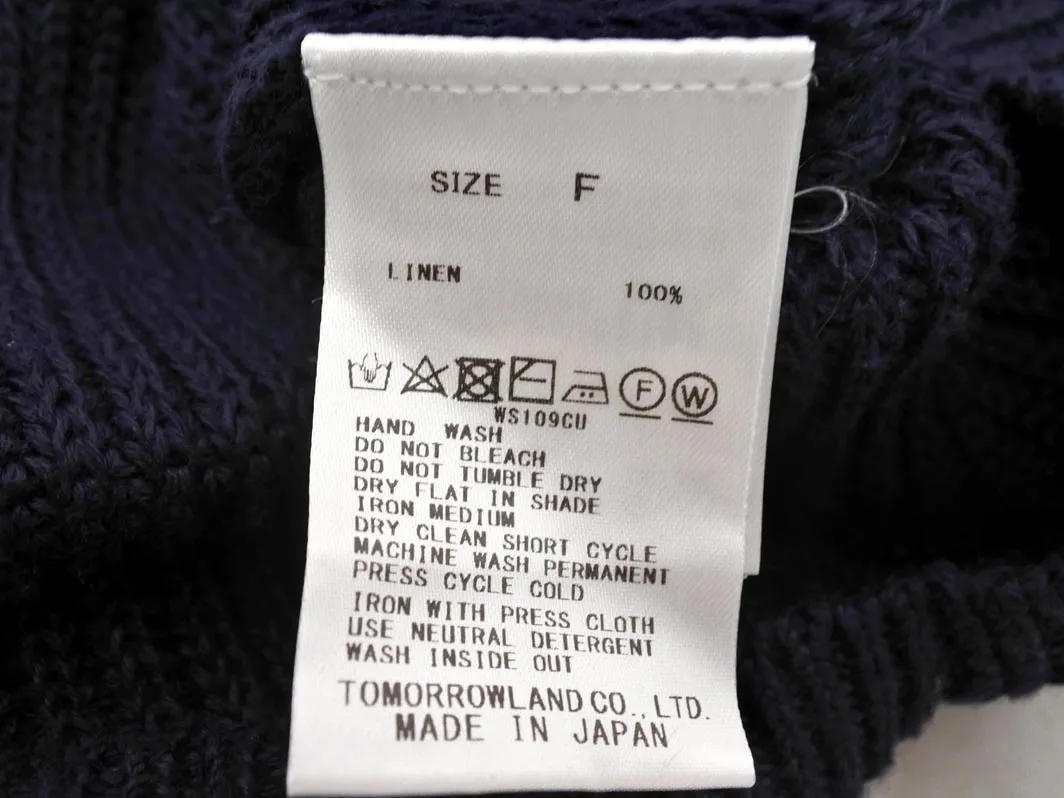 SIZE F
LINEN 100%
F W
WS109CU
HAND WASH
DO NOT BLEACH
DO NOT TUMBLE DRY
DRY FLAT IN SHADE
IRON MEDIUM
DRY CLEAN SHORT CYCLE
MACHINE WASH PERMANENT
PRESS CYCLE COLD
IRON WITH PRESS CLOTH
USE NEUTRAL DETERGENT
WASH INSIDE OUT
TOMORROWLAND CO., LTD.
MADE IN JAPAN